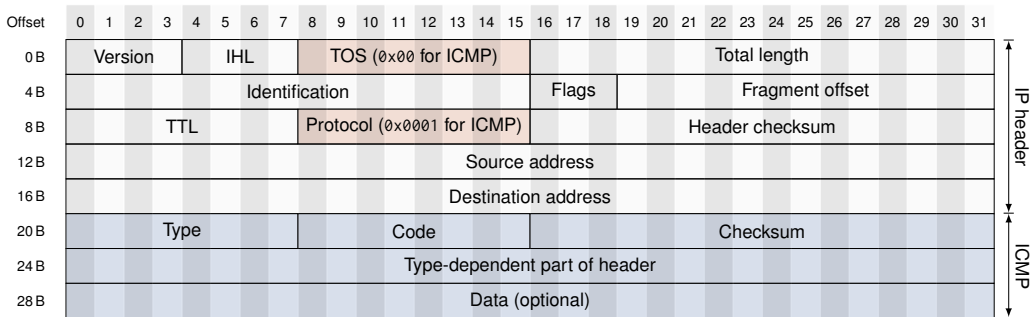 Offset 0 1 2 3 4 5 6 7 8 9 10 11 12 13 14 15 16 17 18 19 20 21 22 23 24 25 26 27 28 29 30 31
0 B Version IHL TOS (0x00 for ICMP) Total length
4 B Identification Flags Fragment offset
8 B TTL Protocol (0x0001 for ICMP) Header checksum
12 B Source address
16 B Destination address
IP header
20 B Type Code Checksum
24 B Type-dependent part of header
28 B Data (optional)
ICMP